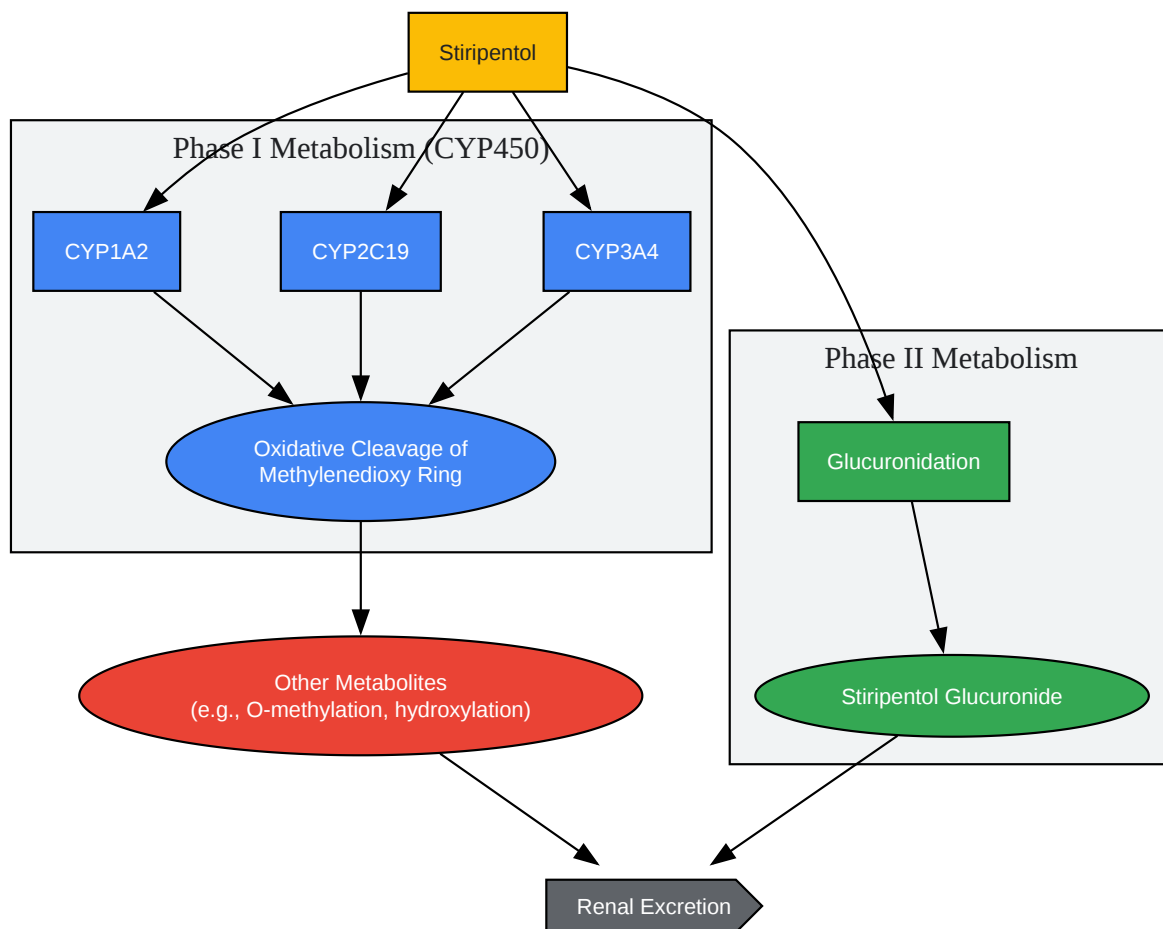 Stiripentol
Phase I Metabolism (CYP450)
CYP1A2
CYP2C19
CYP3A4
Oxidative Cleavage of
Methylenedioxy Ring
Phase II Metabolism
Glucuronidation
Other Metabolites
(e.g., O-methylation, hydroxylation)
Stiripentol Glucuronide
Renal Excretion